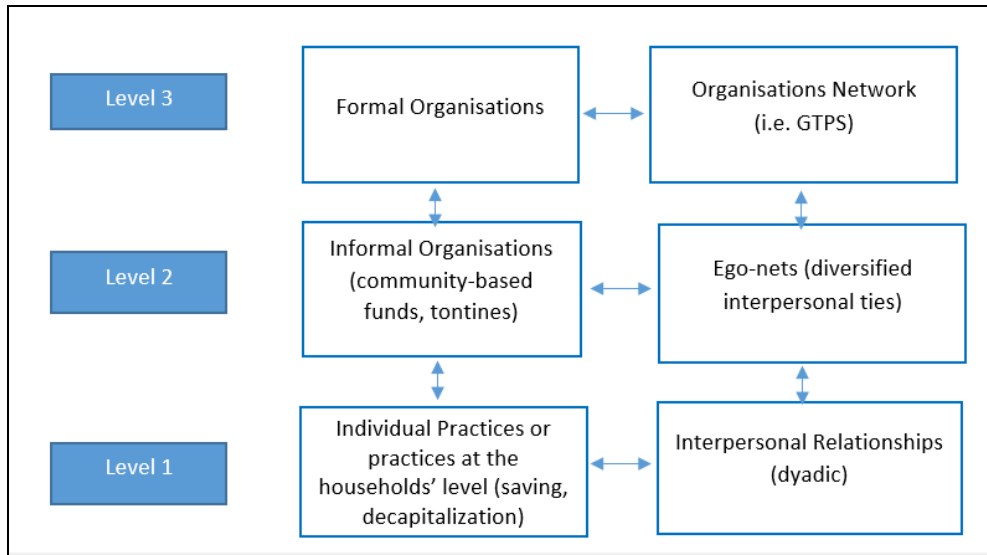 Level 3
Formal Organisations
Organisations Network
(i.e. GTPS)
Level 2
Informal Organisations
(community-based
funds, tontines)
Ego-nets (diversified
interpersonal ties)
Level 1
Individual Practices or
practices at the
households’ level (saving,
decapitalization)
Interpersonal Relationships
(dyadic)